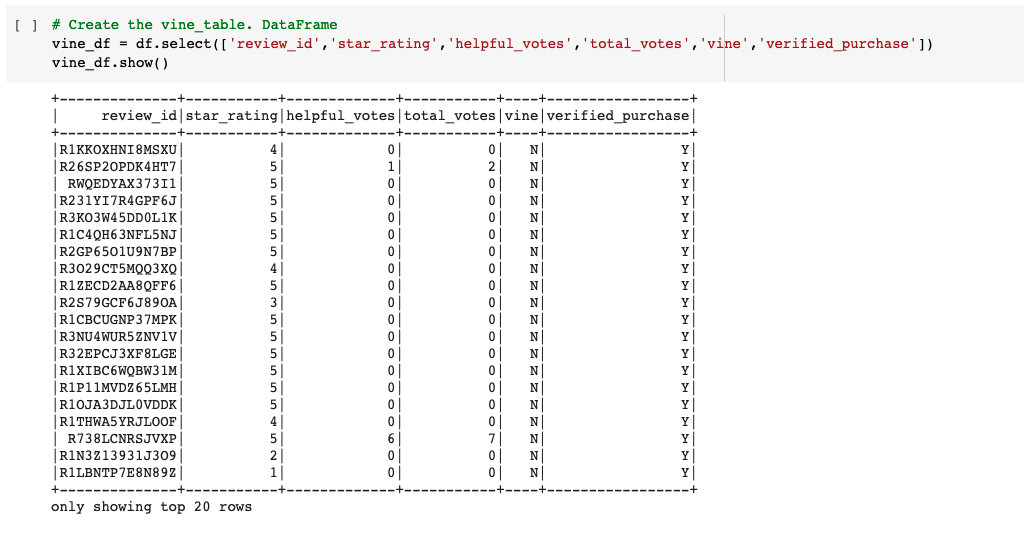 [ ] # Create the vine_table. DataFrame
vine_df = df.select(['review_id','star_rating','helpful_votes','total_votes','vine','verified_purchase'])
vine_df.show()
+--------------+-----------+-------------+-----------+----+-----------------+
|     review_id|star_rating|helpful_votes|total_votes|vine|verified_purchase|
+--------------+-----------+-------------+-----------+----+-----------------+
|R1KKOXHNI8MSXU|          4|            0|          0|   N|                Y|
|R26SP2OPDK4HT7|          5|            1|          2|   N|                Y|
| RWQEDYAX373I1|          5|            0|          0|   N|                Y|
|R231YI7R4GPF6J|          5|            0|          0|   N|                Y|
|R3KO3W45DD0L1K|          5|            0|          0|   N|                Y|
|R1C4QH63NFL5NJ|          5|            0|          0|   N|                Y|
|R2GP65O1U9N7BP|          5|            0|          0|   N|                Y|
|R3O29CT5MQQ3XQ|          4|            0|          0|   N|                Y|
|R1ZECD2AA8QFF6|          5|            0|          0|   N|                Y|
|R2S79GCF6J89OA|          3|            0|          0|   N|                Y|
|R1CBCUGNP37MPK|          5|            0|          0|   N|                Y|
|R3NU4WUR5ZNV1V|          5|            0|          0|   N|                Y|
|R32EPCJ3XF8LGE|          5|            0|          0|   N|                Y|
|R1XIBC6WQBW31M|          5|            0|          0|   N|                Y|
|R1P11MVDZ65LMH|          5|            0|          0|   N|                Y|
|R1OJA3DJL0VDDK|          5|            0|          0|   N|                Y|
|R1THWA5YRJLOOF|          4|            0|          0|   N|                Y|
| R738LCNRSJVXP|          5|            6|          7|   N|                Y|
|R1N3Z13931J3O9|          2|            0|          0|   N|                Y|
|R1LBNTP7E8N89Z|          1|            0|          0|   N|                Y|
+--------------+-----------+-------------+-----------+----+-----------------+
only showing top 20 rows